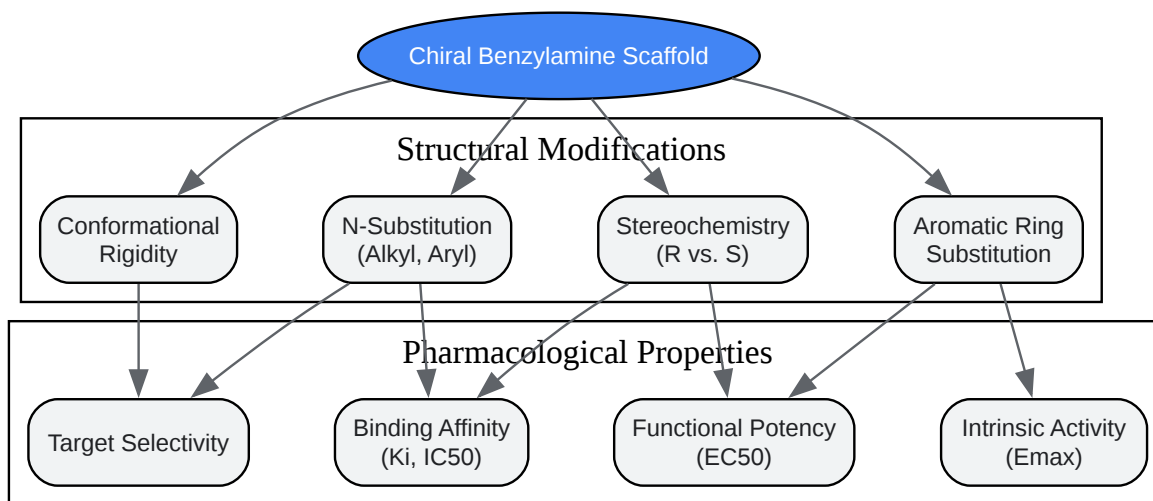 Chiral Benzylamine Scaffold
Structural Modifications
Conformational
Rigidity
N-Substitution
(Alkyl, Aryl)
Stereochemistry
(R vs. S)
Aromatic Ring
Substitution
Pharmacological Properties
Target Selectivity
Binding Affinity
(Ki, IC50)
Functional Potency
(EC50)
Intrinsic Activity
(Emax)